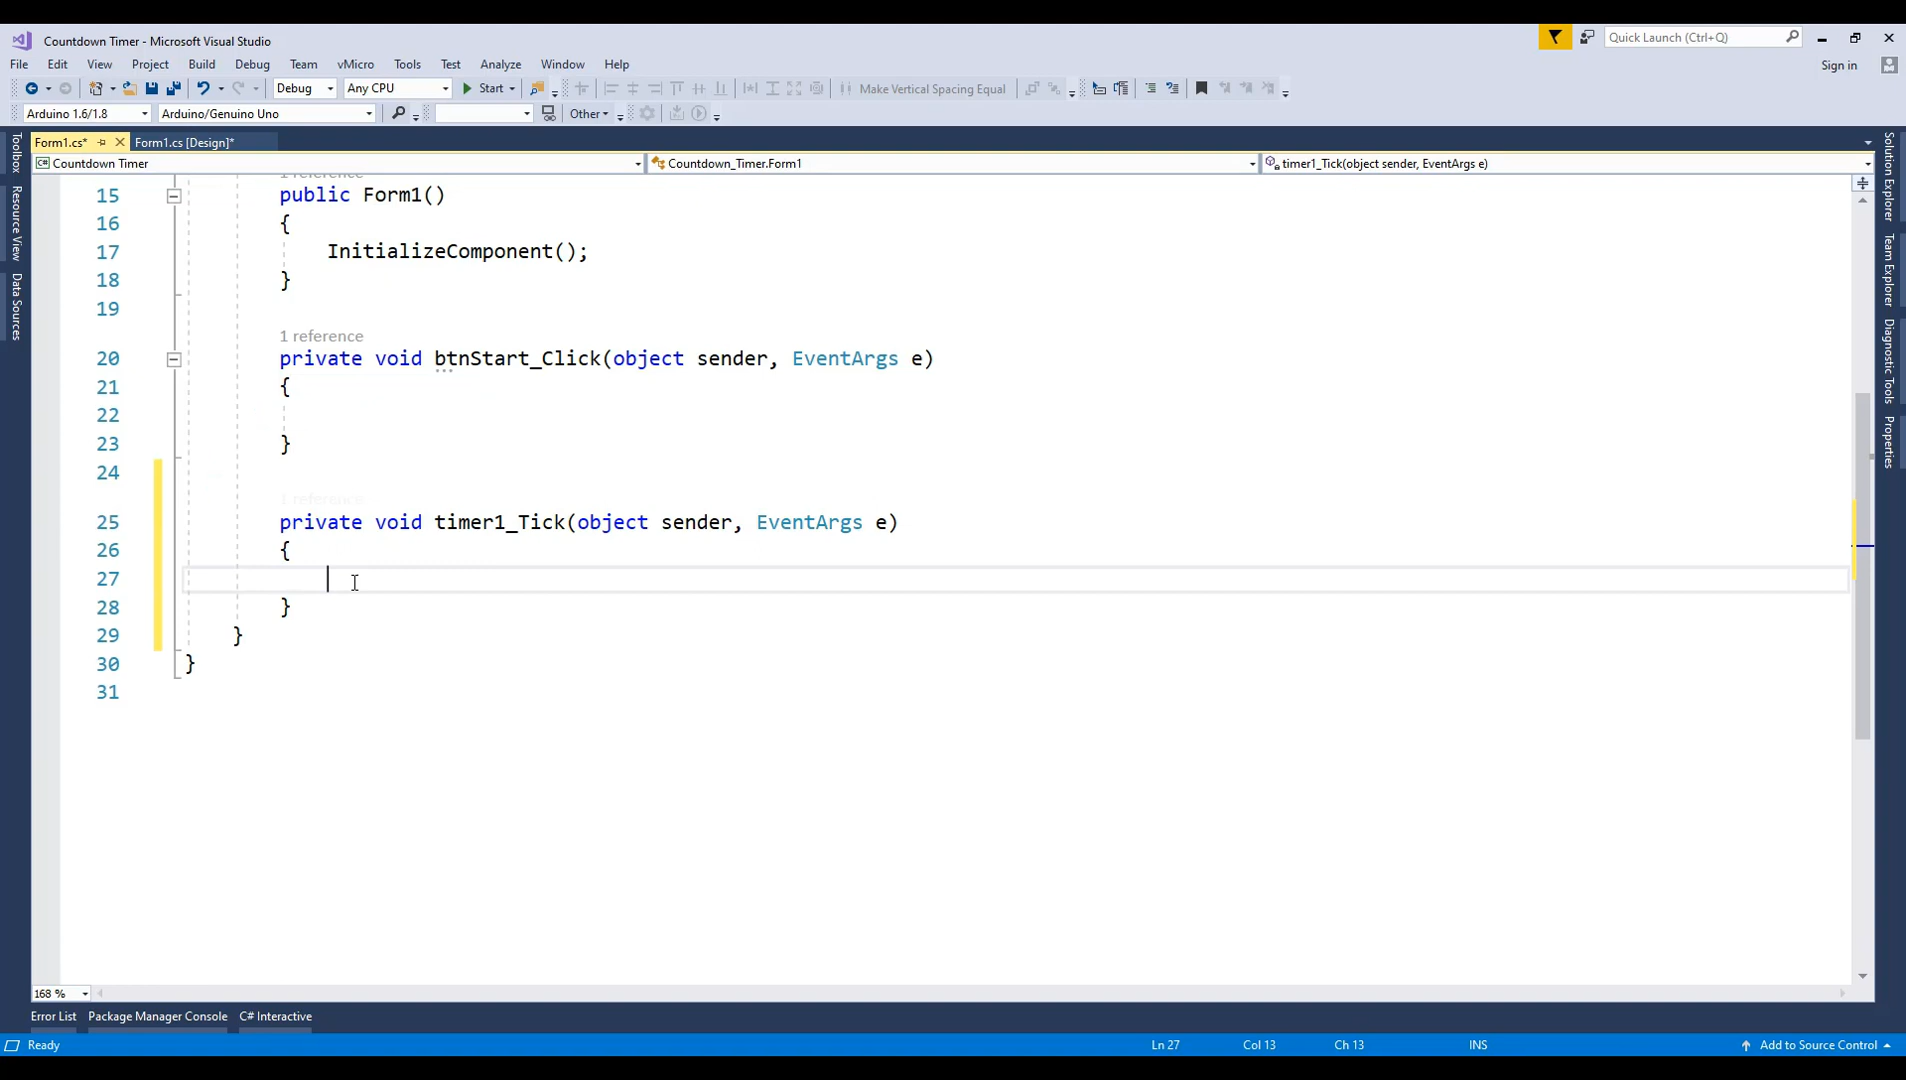 Countdown Timer - Microsoft Visual Studio
Quick Launch (Ctrl+Q)
File Edit View Project Build Debug Team vMicro Tools Test Analyze Window Help
Sign in
Debug Any CPU Start Make Vertical Spacing Equal
Arduino 1.6/1.8 Arduino/Genuino Uno Other
Form1.cs* Form1.cs [Design]*
Countdown Timer Countdown_Timer.Form1 timer1_Tick(object sender, EventArgs e)
Toolbox
Resource View
Data Sources
Solution Explorer
Team Explorer
Diagnostic Tools
Properties
1 reference
15 public Form1()
16 {
17 InitializeComponent();
18 }
19
1 reference
20 private void btnStart_Click(object sender, EventArgs e)
21 {
22
23 }
24
1 reference
25 private void timer1_Tick(object sender, EventArgs e)
26 {
27
28 }
29 }
30 }
31
168 %
Error List Package Manager Console C# Interactive
Ready Ln 27 Col 13 Ch 13 INS Add to Source Control